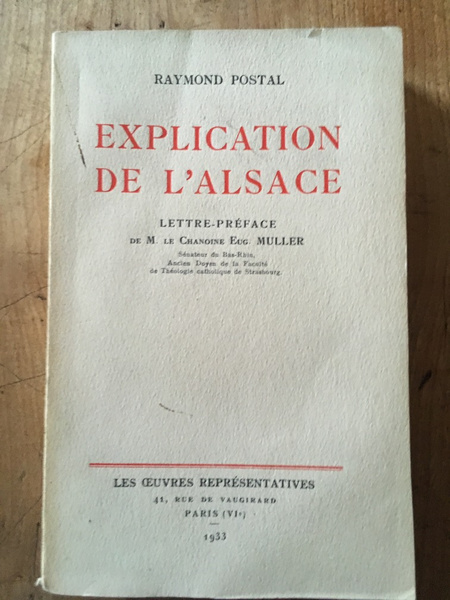 RAYMOND POSTAL
EXPLICATION
DE L'ALSACE
LETTRE-PRÉFACE
DE M. LE CHANOINE EUG. MULLER
Sénateur du Bas-Rhin,
Ancien Doyen de la Faculté
de Théologie catholique de Strasbourg.
LES ŒUVRES REPRÉSENTATIVES
41, RUE DE VAUGIRARD
PARIS (VIe)
1933